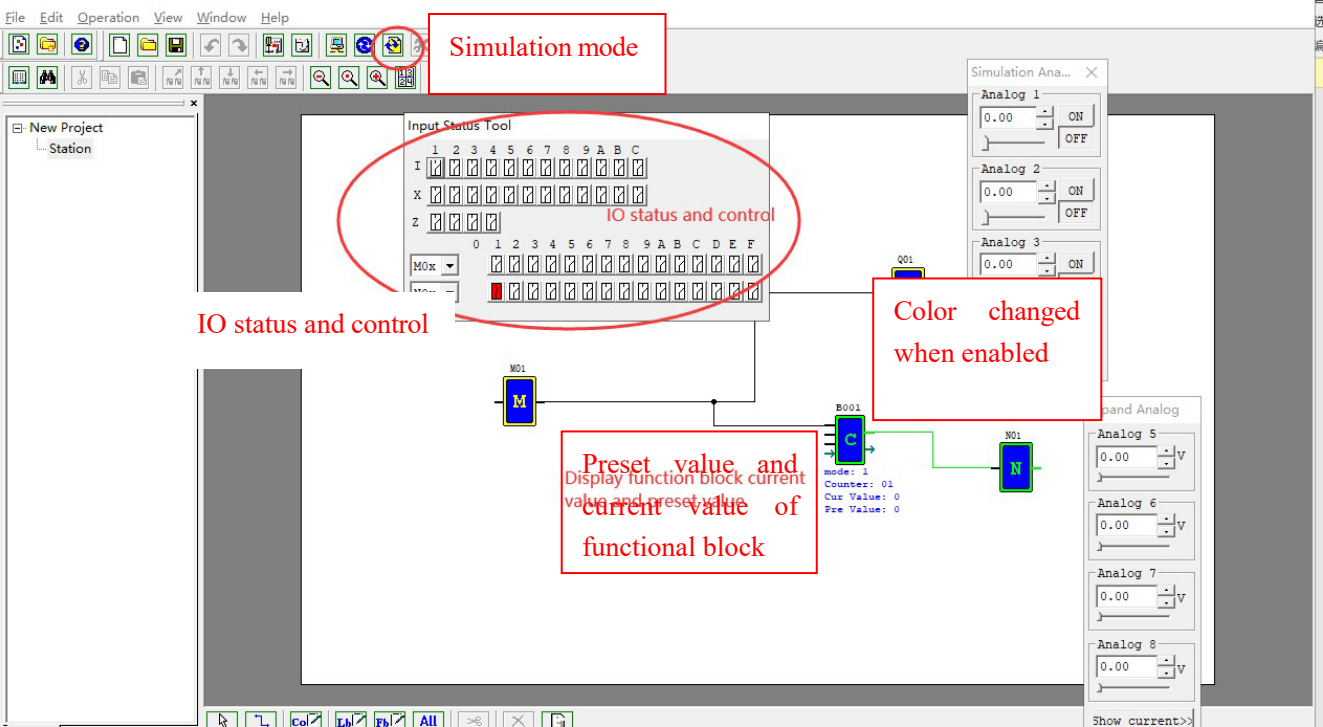 File Edit Operation View Window Help
Simulation mode
New Project
Station
Input Status Tool
1 2 3 4 5 6 7 8 9 A B C
I
X
Z
IO status and control
0 1 2 3 4 5 6 7 8 9 A B C D E F
M0x
IO status and control
Simulation Ana...
Analog 1
0.00 ON
OFF
Analog 2
0.00 ON
OFF
Analog 3
0.00 ON
Q01
Color changed
when enabled
M01
M
B001
C
mode: 1
Counter: 01
Cur Value: 0
Pre Value: 0
N01
N
Preset value and
current value of
functional block
Display function block current
value and preset value
pand Analog
Analog 5
0.00 V
Analog 6
0.00 V
Analog 7
0.00 V
Analog 8
0.00 V
Show current>>
Co Lb Fb All